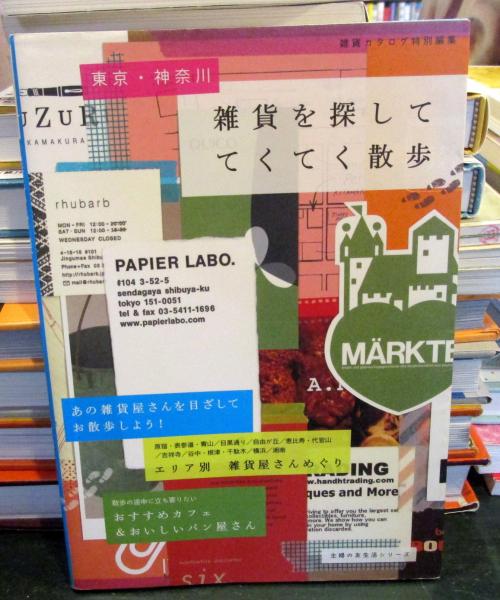 雑貨カタログ特別編集
東京・神奈川
雑貨を探して
てくてく散歩
UZUR
KAMAKURA
rhubarb
MON - FRI 12:00 - 20:00
SAT - SUN 12:00
WEDNESDAY CLOSED
PAPIER LABO.
#104 3-52-5
sendagaya shibuya-ku
tokyo 151-0051
tel & fax 03-5411-1696
www.papierlabo.com
MÄRKTE
あの雑貨屋さんを目ざして
お散歩しよう!
原宿・表参道・青山/目黒通り/自由が丘/恵比寿・代官山
/吉祥寺/谷中・根津・千駄木/横浜/湘南
エリア別 雑貨屋さんめぐり
RADING
www.handhtrading.com
ques and More
散歩の途中に立ち寄りたい
おすすめカフェ
&おいしいパン屋さん
主婦の友生活シリーズ
six